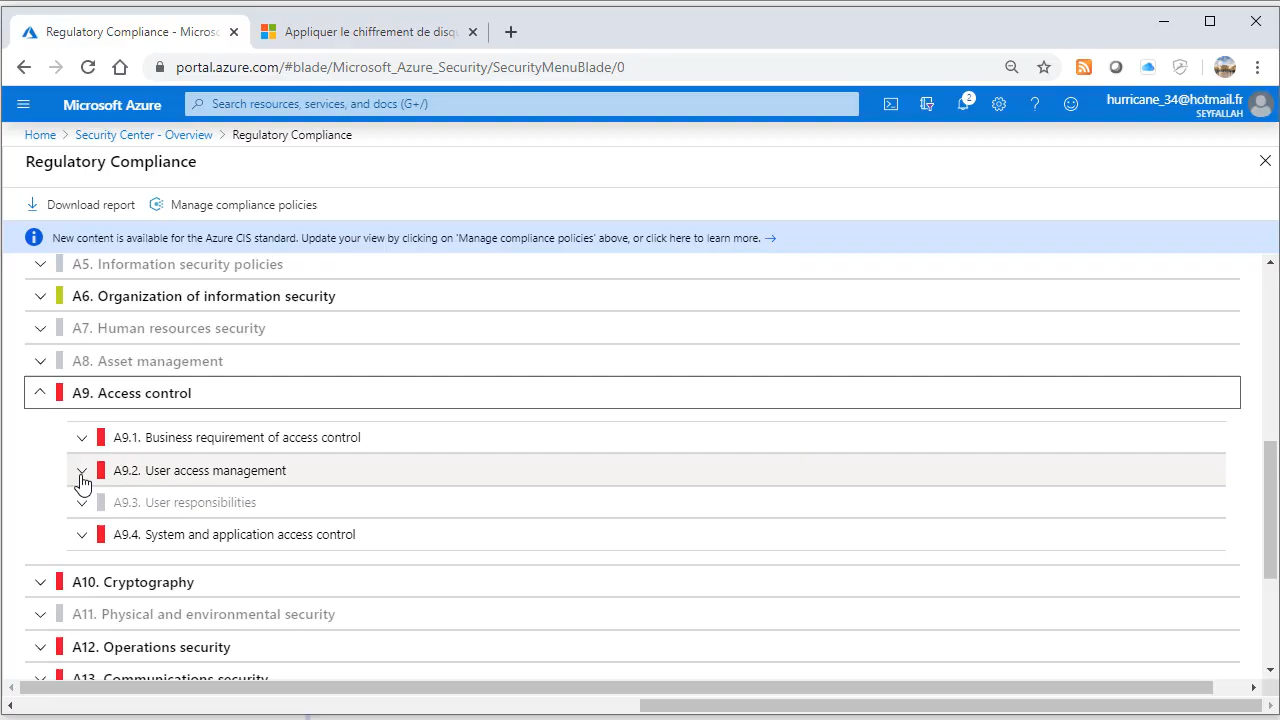 Regulatory Compliance - Micros
Appliquer le chiffrement de disq
portal.azure.com/#blade/Microsoft_Azure_Security/SecurityMenuBlade/0
Microsoft Azure
Search resources, services, and docs (G+/)
2
hurricane_34@hotmail.fr
SEYFALLAH
Home > Security Center - Overview > Regulatory Compliance
Regulatory Compliance
Download report
Manage compliance policies
New content is available for the Azure CIS standard. Update your view by clicking on 'Manage compliance policies' above, or click here to learn more. →
A5. Information security policies
A6. Organization of information security
A7. Human resources security
A8. Asset management
A9. Access control
A9.1. Business requirement of access control
A9.2. User access management
A9.3. User responsibilities
A9.4. System and application access control
A10. Cryptography
A11. Physical and environmental security
A12. Operations security
A13. Communications security